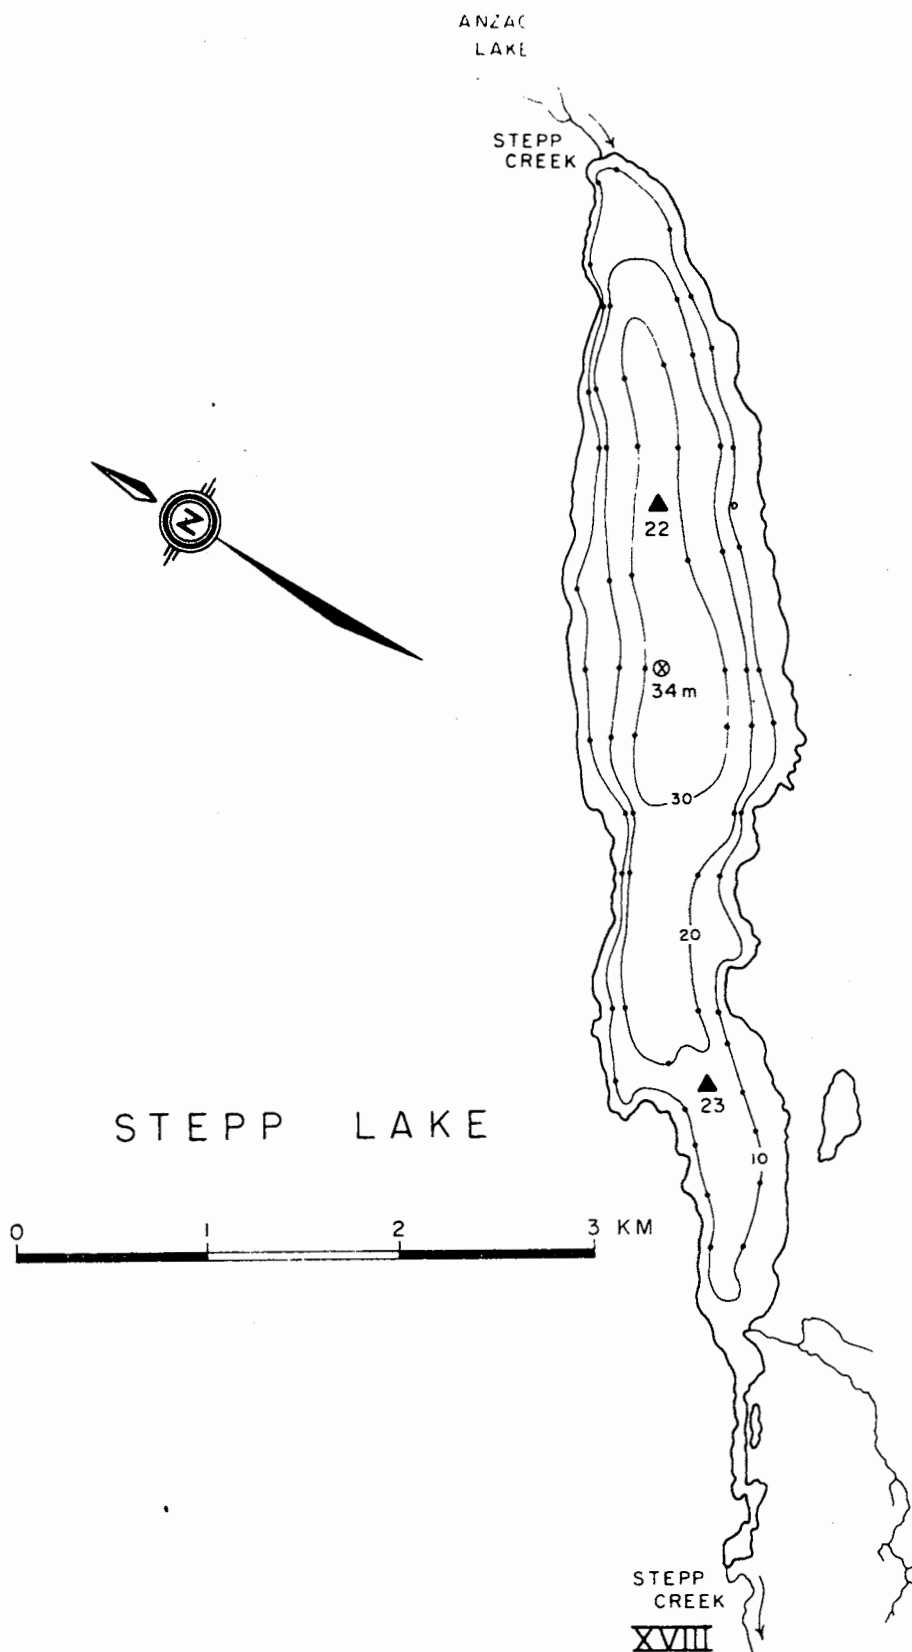 ANZAC
LAKE
STEPP
CREEK
22
N
34 m
30
20
23
STEPP LAKE
10
0 1 2 3 KM
STEPP
CREEK
XVIII